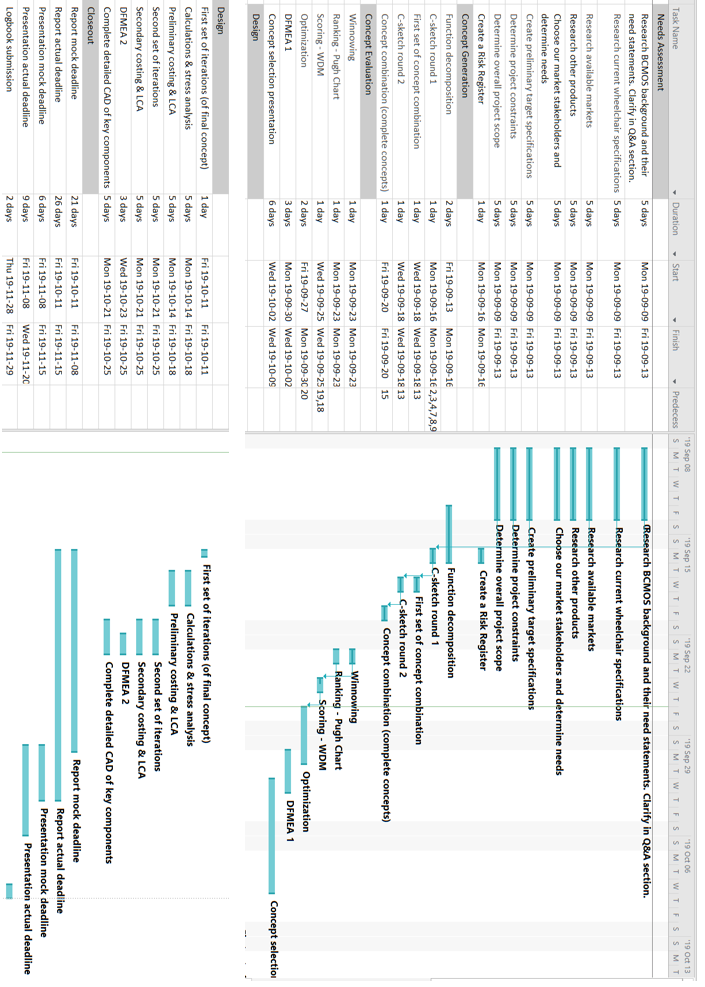 Task Name Duration Start Finish Predecess
'19 Sep 08 '19 Sep 15 '19 Sep 22 '19 Sep 29 '19 Oct 06 '19 Oct 13
S M T W T F S S M T W T F S S M T W T F S S M T W T F S S M T W T F S S M T
Needs Assessment
Research BCMOS background and their
need statements. Clarify in Q&A section.
5 days Mon 19-09-09 Fri 19-09-13
Research BCMOS background and their need statements. Clarify in Q&A section.
Research current wheelchair specifications 5 days Mon 19-09-09 Fri 19-09-13 Research current wheelchair specifications
Research available markets 5 days Mon 19-09-09 Fri 19-09-13 Research available markets
Research other products 5 days Mon 19-09-09 Fri 19-09-13 Research other products
Choose our market stakeholders and
determine needs
5 days Mon 19-09-09 Fri 19-09-13
Choose our market stakeholders and determine needs
Create preliminary target specifications 5 days Mon 19-09-09 Fri 19-09-13 Create preliminary target specifications
Determine project constraints 5 days Mon 19-09-09 Fri 19-09-13 Determine project constraints
Determine overall project scope 5 days Mon 19-09-09 Fri 19-09-13 Determine overall project scope
Create a Risk Register 1 day Mon 19-09-16 Mon 19-09-16 Create a Risk Register
Concept Generation
Function decomposition 2 days Fri 19-09-13 Mon 19-09-16 Function decomposition
C-sketch round 1 1 day Mon 19-09-16 Mon 19-09-16 2,3,4,7,8,9 C-sketch round 1
First set of concept combination 1 day Wed 19-09-18 Wed 19-09-18 13 First set of concept combination
C-sketch round 2 1 day Wed 19-09-18 Wed 19-09-18 13 C-sketch round 2
Concept combination (complete concepts) 1 day Fri 19-09-20 Fri 19-09-20 15 Concept combination (complete concepts)
Concept Evaluation
Winnowing 1 day Mon 19-09-23 Mon 19-09-23 Winnowing
Ranking - Pugh Chart 1 day Mon 19-09-23 Mon 19-09-23 Ranking - Pugh Chart
Scoring - WDM 1 day Wed 19-09-25 Wed 19-09-25 19,18 Scoring - WDM
Optimization 2 days Fri 19-09-27 Mon 19-09-30 20 Optimization
DFMEA 1 3 days Mon 19-09-30 Wed 19-10-02 DFMEA 1
Concept selection presentation 6 days Wed 19-10-02 Wed 19-10-09 Concept selection
Design
Design
First set of iterations (of final concept) 1 day Fri 19-10-11 Fri 19-10-11 First set of iterations (of final concept)
Calculations & stress analysis 5 days Mon 19-10-14 Fri 19-10-18 Calculations & stress analysis
Preliminary costing & LCA 5 days Mon 19-10-14 Fri 19-10-18 Preliminary costing & LCA
Second set of iterations 5 days Mon 19-10-21 Fri 19-10-25 Second set of iterations
Secondary costing & LCA 5 days Mon 19-10-21 Fri 19-10-25 Secondary costing & LCA
DFMEA 2 3 days Wed 19-10-23 Fri 19-10-25 DFMEA 2
Complete detailed CAD of key components 5 days Mon 19-10-21 Fri 19-10-25 Complete detailed CAD of key components
Closeout
Report mock deadline 21 days Fri 19-10-11 Fri 19-11-08 Report mock deadline
Report actual deadline 26 days Fri 19-10-11 Fri 19-11-15 Report actual deadline
Presentation mock deadline 6 days Fri 19-11-08 Fri 19-11-15 Presentation mock deadline
Presentation actual deadline 9 days Fri 19-11-08 Wed 19-11-20 Presentation actual deadline
Logbook submission 2 days Thu 19-11-28 Fri 19-11-29